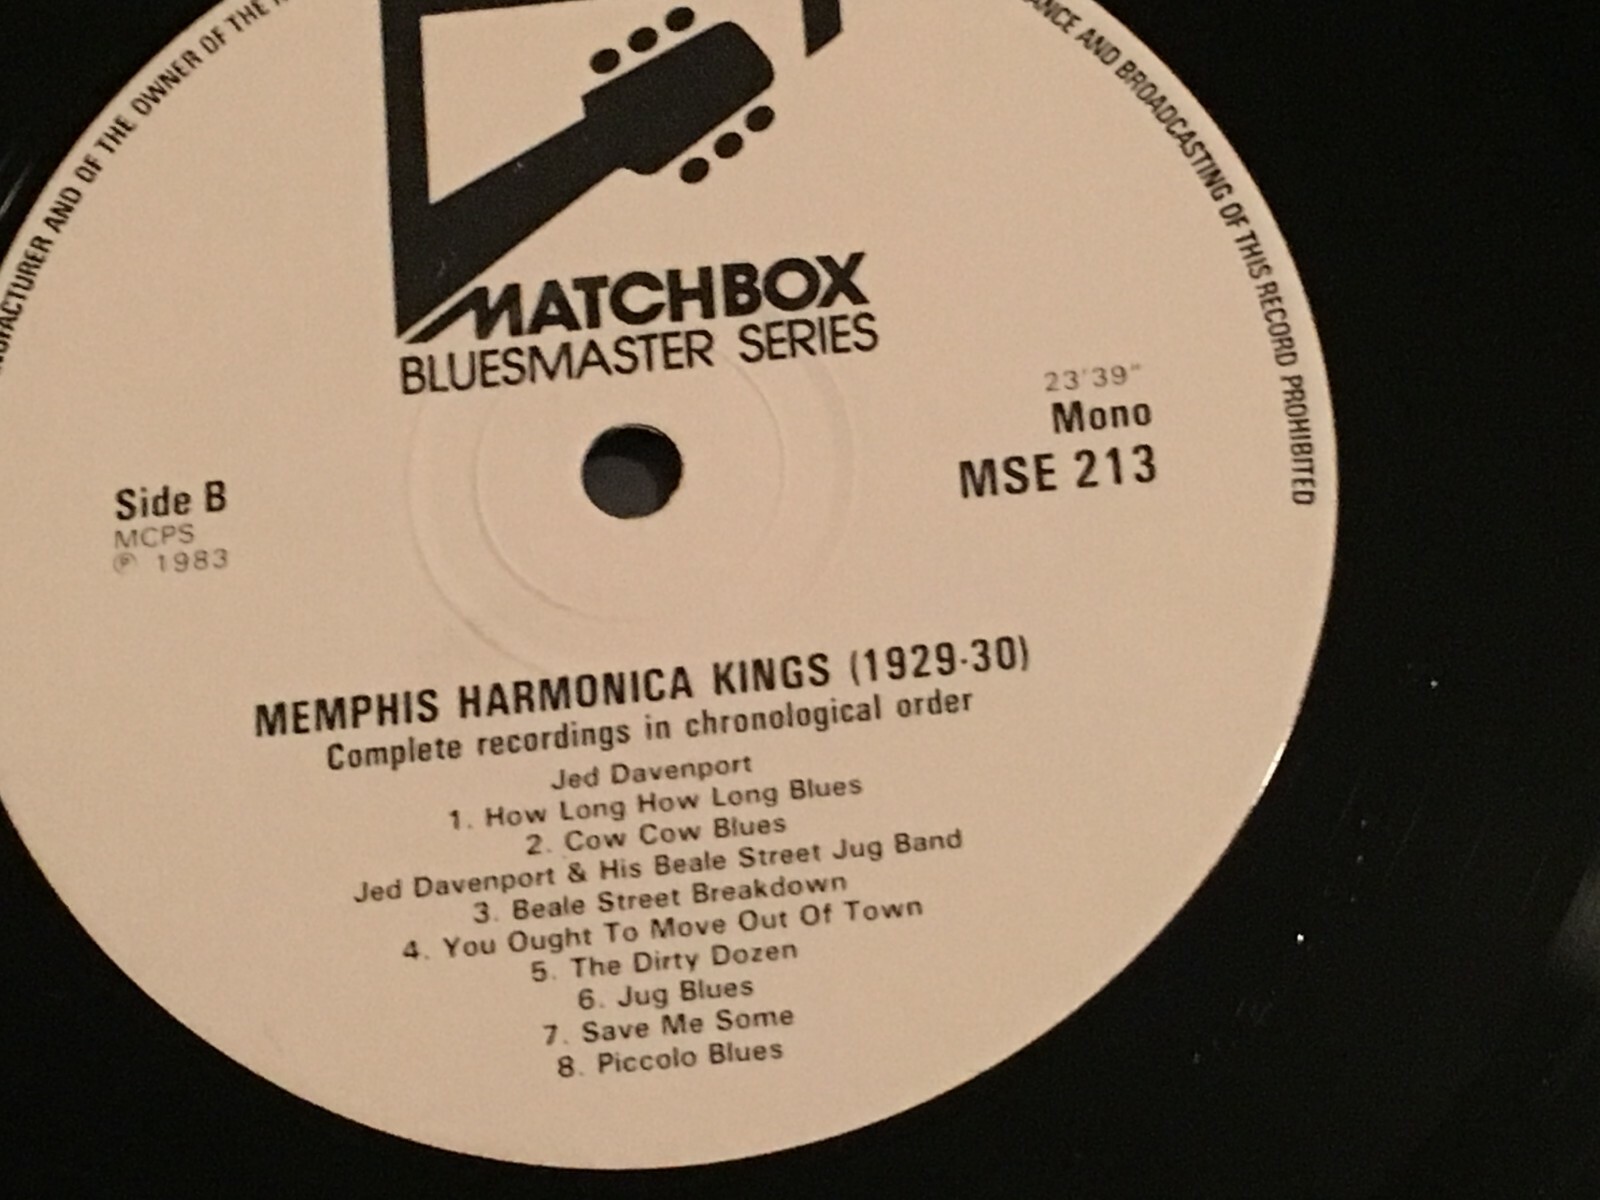 NUFACTURER AND OF THE OWNER OF THE
ANCE AND BROADCASTING OF THIS RECORD PROHIBITED
MATCHBOX
BLUESMASTER SERIES
23'39"
Mono
MSE 213
Side B
MCPS
℗ 1983
MEMPHIS HARMONICA KINGS (1929-30)
Complete recordings in chronological order
Jed Davenport
1. How Long How Long Blues
2. Cow Cow Blues
Jed Davenport & His Beale Street Jug Band
3. Beale Street Breakdown
4. You Ought To Move Out Of Town
5. The Dirty Dozen
6. Jug Blues
7. Save Me Some
8. Piccolo Blues